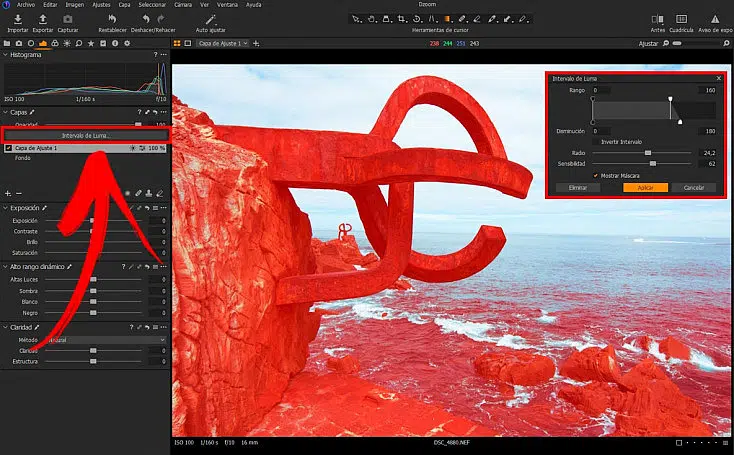 Archivo Edición Imagen Ajustes Capa Selección Cámara Ver Ventana Ayuda
Dzoom
Importar Exportar Capturar Restablecer Deshacer/Rehacer Auto ajustar
Herramientas de cursor
Antes Cuadrícula Aviso de expo
Capa de Ajuste 1
238 244 251 243
Ajustar
Histograma
ISO 100 1/160 s f/10
Capas
Opacidad 100
Intervalo de Luma...
Capa de Ajuste 1 100 %
Fondo
Exposición
Exposición 0
Contraste 0
Brillo 0
Saturación 0
Alto rango dinámico
Altas Luces 0
Sombra 0
Blanco 0
Negro 0
Claridad
Método
Claridad 0
Estructura 0
Intervalo de Luma
Rango 0 160
Disminución 0 180
Invertir Intervalo
Radio 24,2
Sensibilidad 62
Mostrar Máscara
Eliminar Aplicar Cancelar
ISO 100 1/160 s f/10 16 mm
DSC_4880.NEF